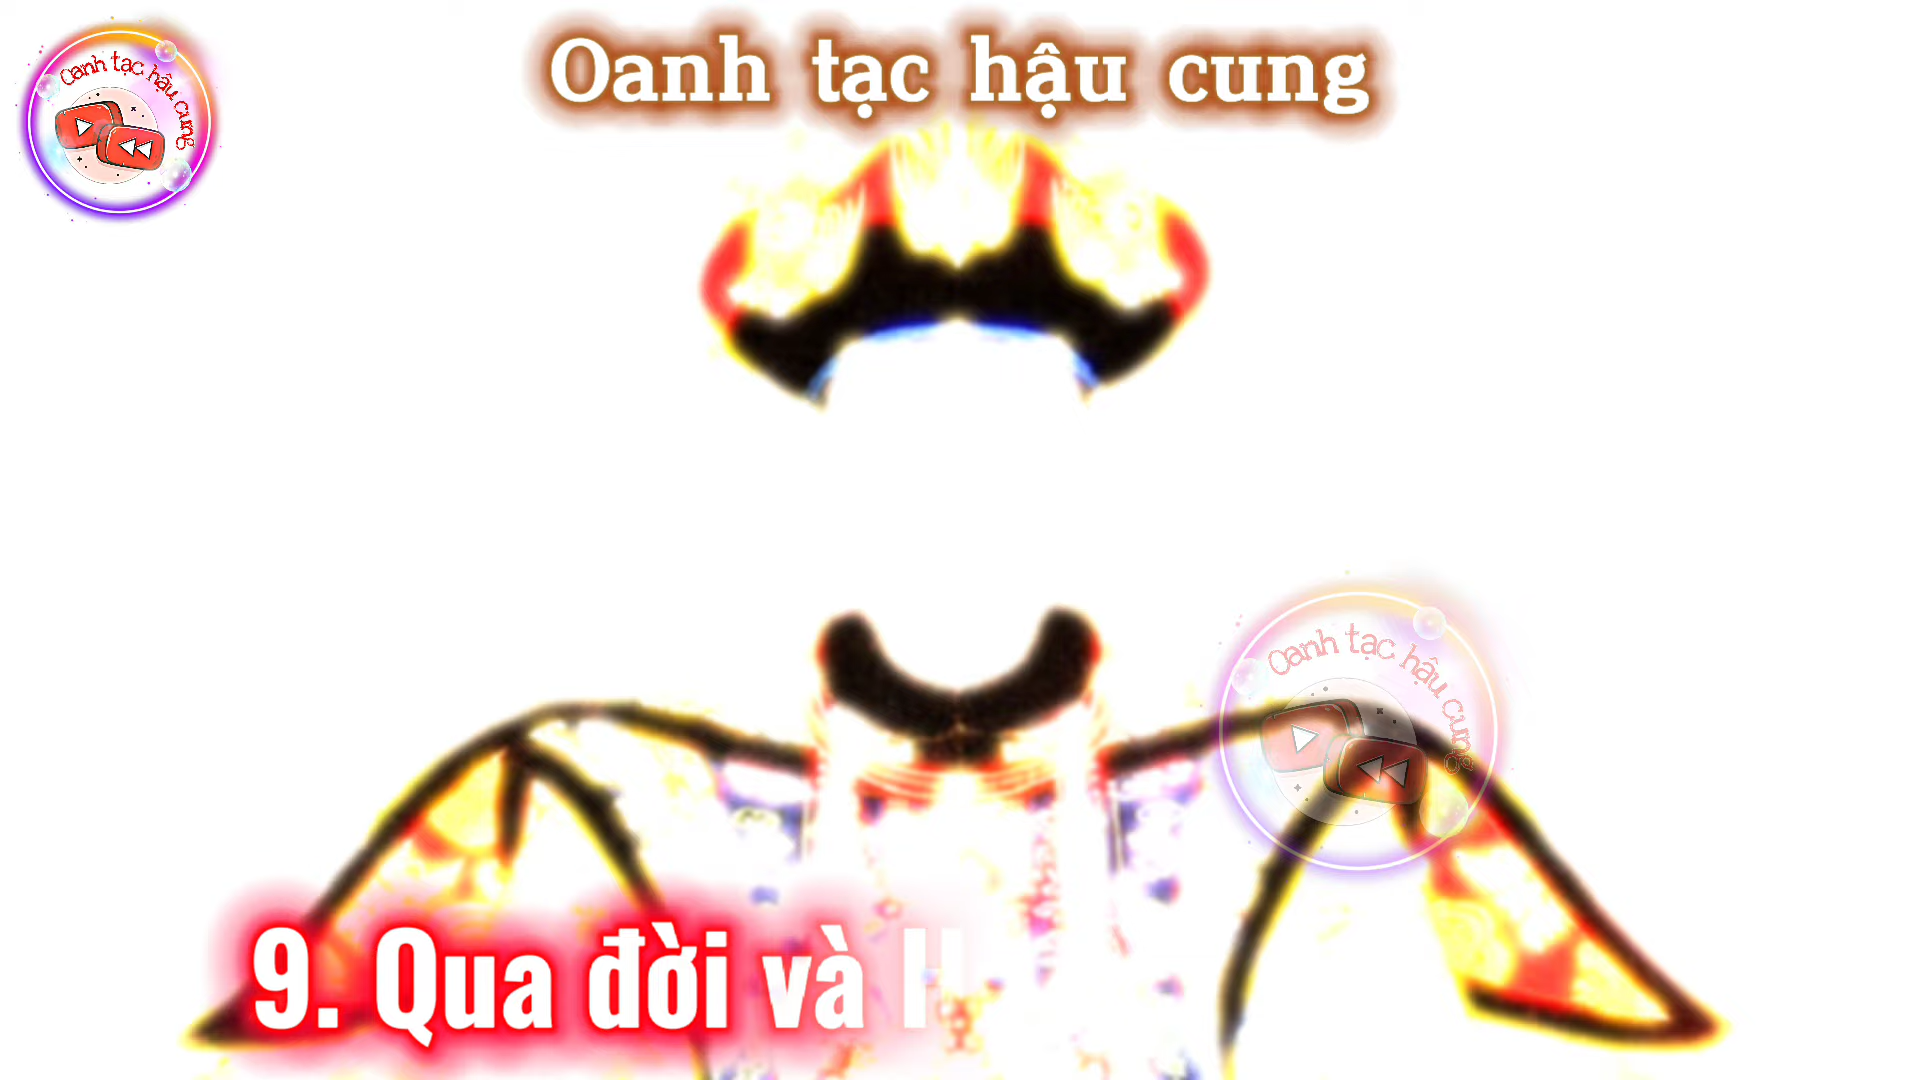 Oanh tạc hậu cung
Oanh tạc hậu cung
Oanh tạc hậu cung
9. Qua đời và